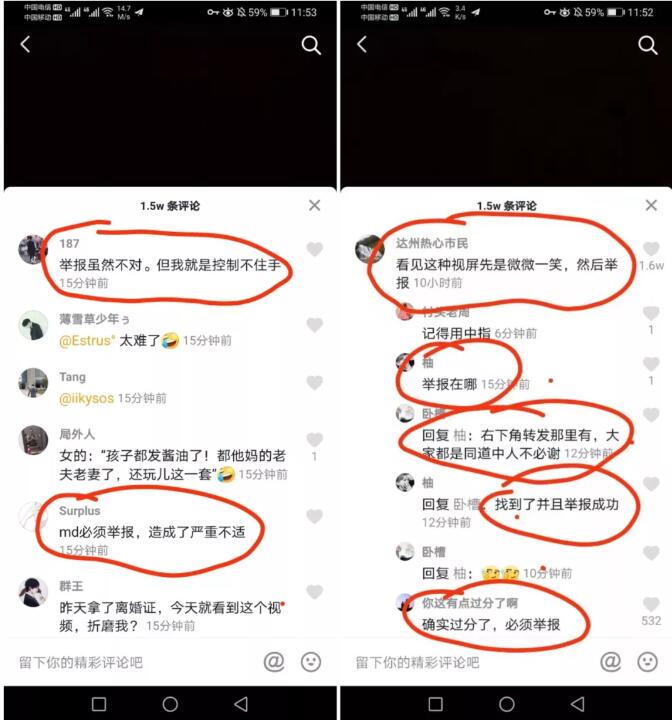 中国电信 HD
中国移动 HD
4G
4G
14.7
M/s
59%
11:53
1.5w 条评论
187
举报虽然不对。但我就是控制不住手
15分钟前
薄雪草少年ぅ
@Estrus° 太难了🤣 15分钟前
Tang
@iikysos 15分钟前
局外人
女的：“孩子都发酱油了！都他妈的老
夫老妻了，还玩儿这一套”🤣
15分钟前
1
Surplus
md必须举报，造成了严重不适
15分钟前
群王
昨天拿了离婚证，今天就看到这个视
频，折磨我？ 15分钟前
留下你的精彩评论吧
@
中国电信 HD
中国移动 HD
4G
4G
3.4
K/s
59%
11:52
1.5w 条评论
达州热心市民
看见这种视屏先是微微一笑，然后举
报 10小时前
1.6w
村头老周
记得用中指 6分钟前
1
柚
举报在哪 15分钟前
1
卧槽
回复 柚：右下角转发那里有，大
家都是同道中人不必谢 12分钟前
柚
回复 卧槽：找到了并且举报成功
12分钟前
卧槽
回复 柚：🤔🤔 10分钟前
你这有点过分了啊
确实过分了，必须举报
532
留下你的精彩评论吧
@